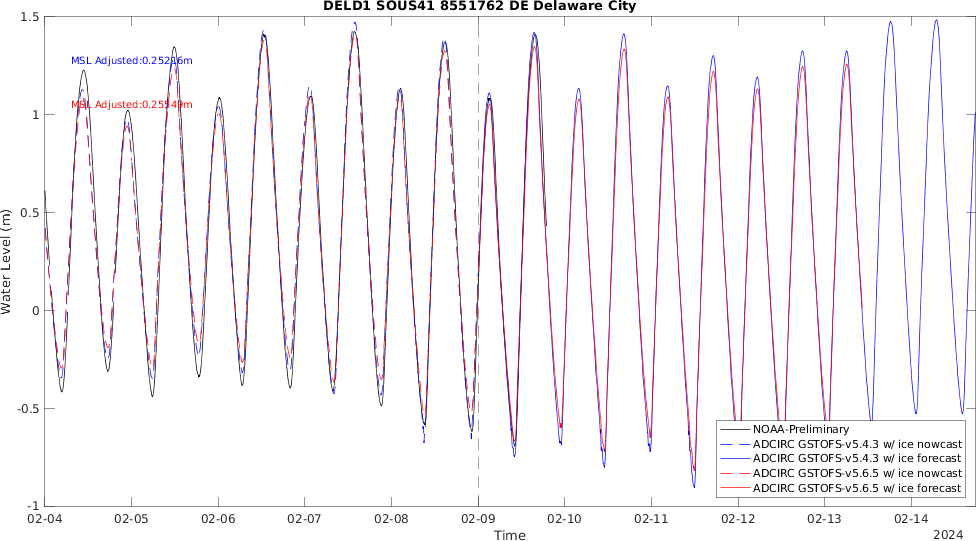 DELD1 SOUS41 8551762 DE Delaware City
1.5
1
0.5
0
-0.5
-1
Water Level (m)
MSL Adjusted:0.25216m
MSL Adjusted:0.25549m
NOAA-Preliminary
ADCIRC GSTOFS-v5.4.3 w/ ice nowcast
ADCIRC GSTOFS-v5.4.3 w/ ice forecast
ADCIRC GSTOFS-v5.6.5 w/ ice nowcast
ADCIRC GSTOFS-v5.6.5 w/ ice forecast
02-04 02-05 02-06 02-07 02-08 02-09 02-10 02-11 02-12 02-13 02-14
Time
2024